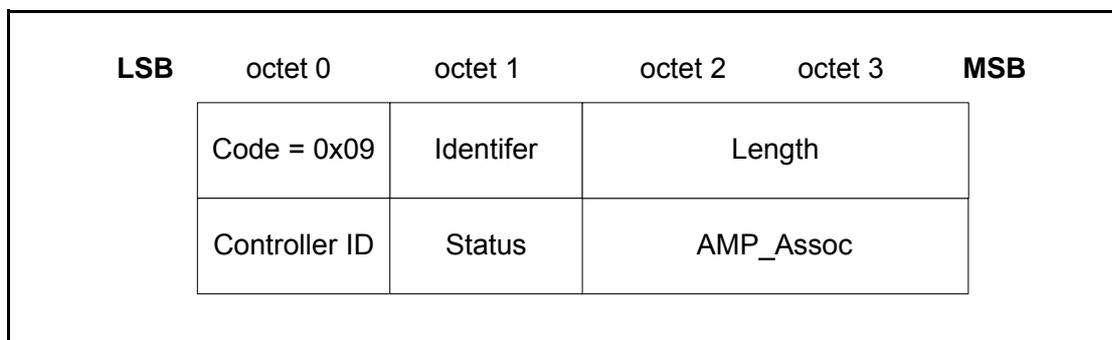 LSB octet 0 octet 1 octet 2 octet 3 MSB
Code = 0x09 Identifer Length
Controller ID Status AMP_Assoc